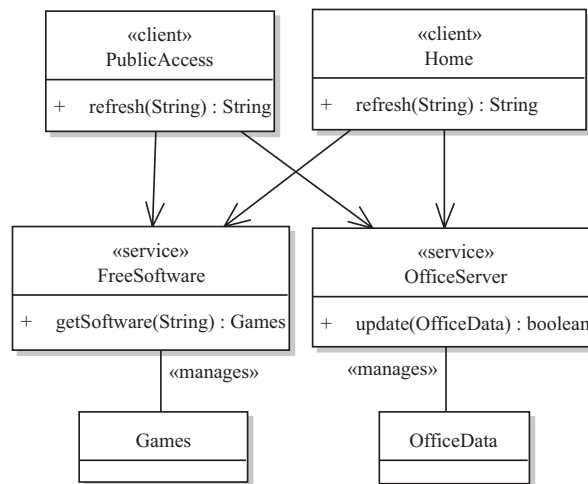 «client»
PublicAccess
+ refresh(String) : String
«client»
Home
+ refresh(String) : String
«service»
FreeSoftware
+ getSoftware(String) : Games
«service»
OfficeServer
+ update(OfficeData) : boolean
«manages»
«manages»
Games
OfficeData